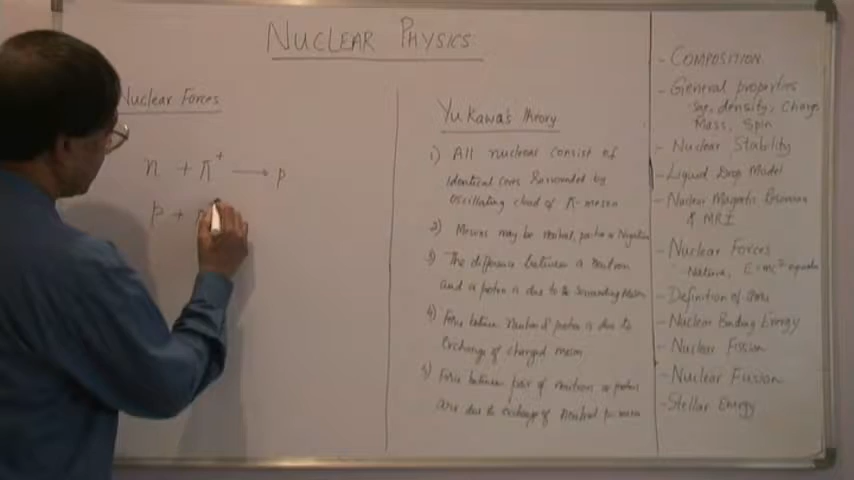 NUCLEAR PHYSICS
Nuclear Forces
n + π⁺ → p
p +
Yukawa's theory
1) All nucleons consist of
identical cores surrounded by
oscillating cloud of π-meson
2) Mesons may be neutral, positive or Negative
3) The difference between a neutron
and a proton is due to the surrounding Meson
4) Force between neutron & proton is due to
exchange of charged meson
5) Force between pair of neutrons or protons
are due to exchange of neutral meson
- COMPOSITION
- General properties
Size, density, Charge
Mass, Spin
- Nuclear Stability
- Liquid Drop Model
- Nuclear Magnetic Resonance
& MRI
- Nuclear Forces
Nature, E=mc²
- Definition of amu
- Nuclear Binding Energy
- Nuclear Fission
- Nuclear Fusion
- Stellar Energy